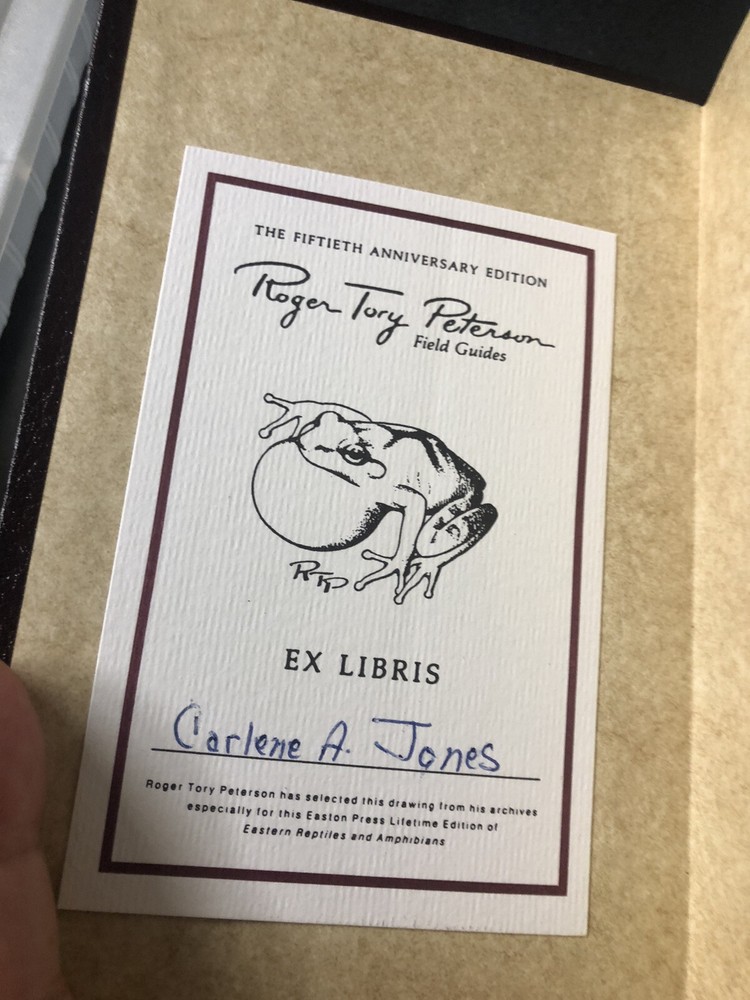 THE FIFTIETH ANNIVERSARY EDITION
Roger Tory Peterson
Field Guides
RTP
EX LIBRIS
Carlene A. Jones
Roger Tory Peterson has selected this drawing from his archives
especially for this Easton Press Lifetime Edition of
Eastern Reptiles and Amphibians